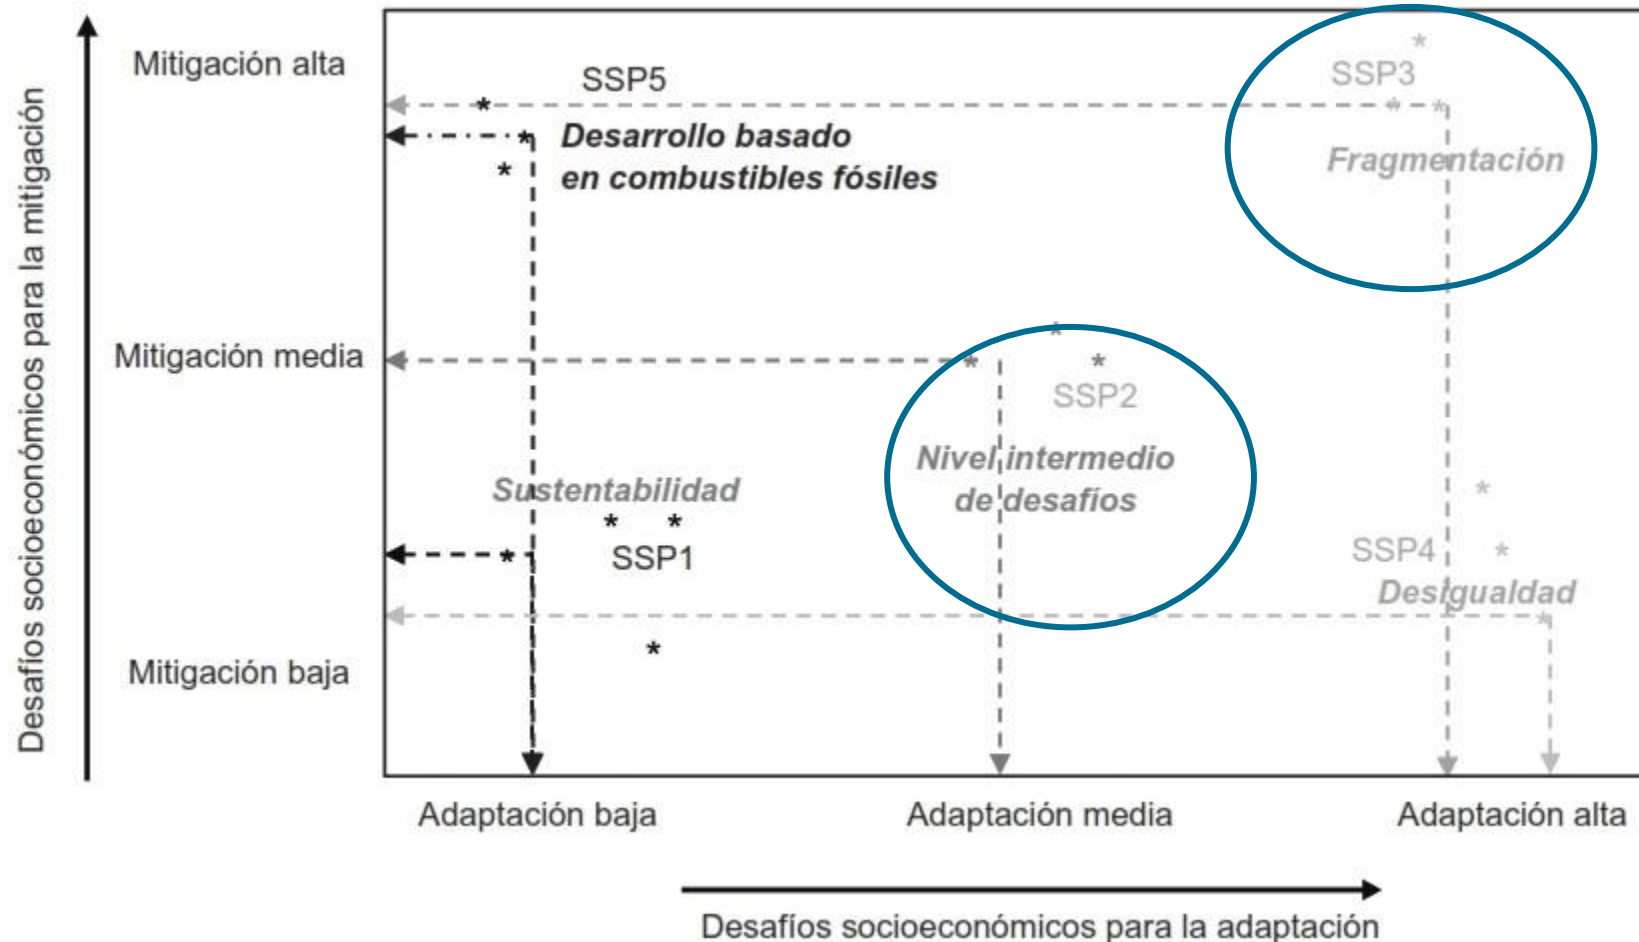 Desafíos socioeconómicos para la mitigación
Mitigación alta
Mitigación media
Mitigación baja
SSP5
Desarrollo basado
en combustibles fósiles
SSP3
Fragmentación
SSP2
Nivel intermedio
de desafíos
Sustentabilidad
SSP1
SSP4
Desigualdad
Adaptación baja
Adaptación media
Adaptación alta
Desafíos socioeconómicos para la adaptación